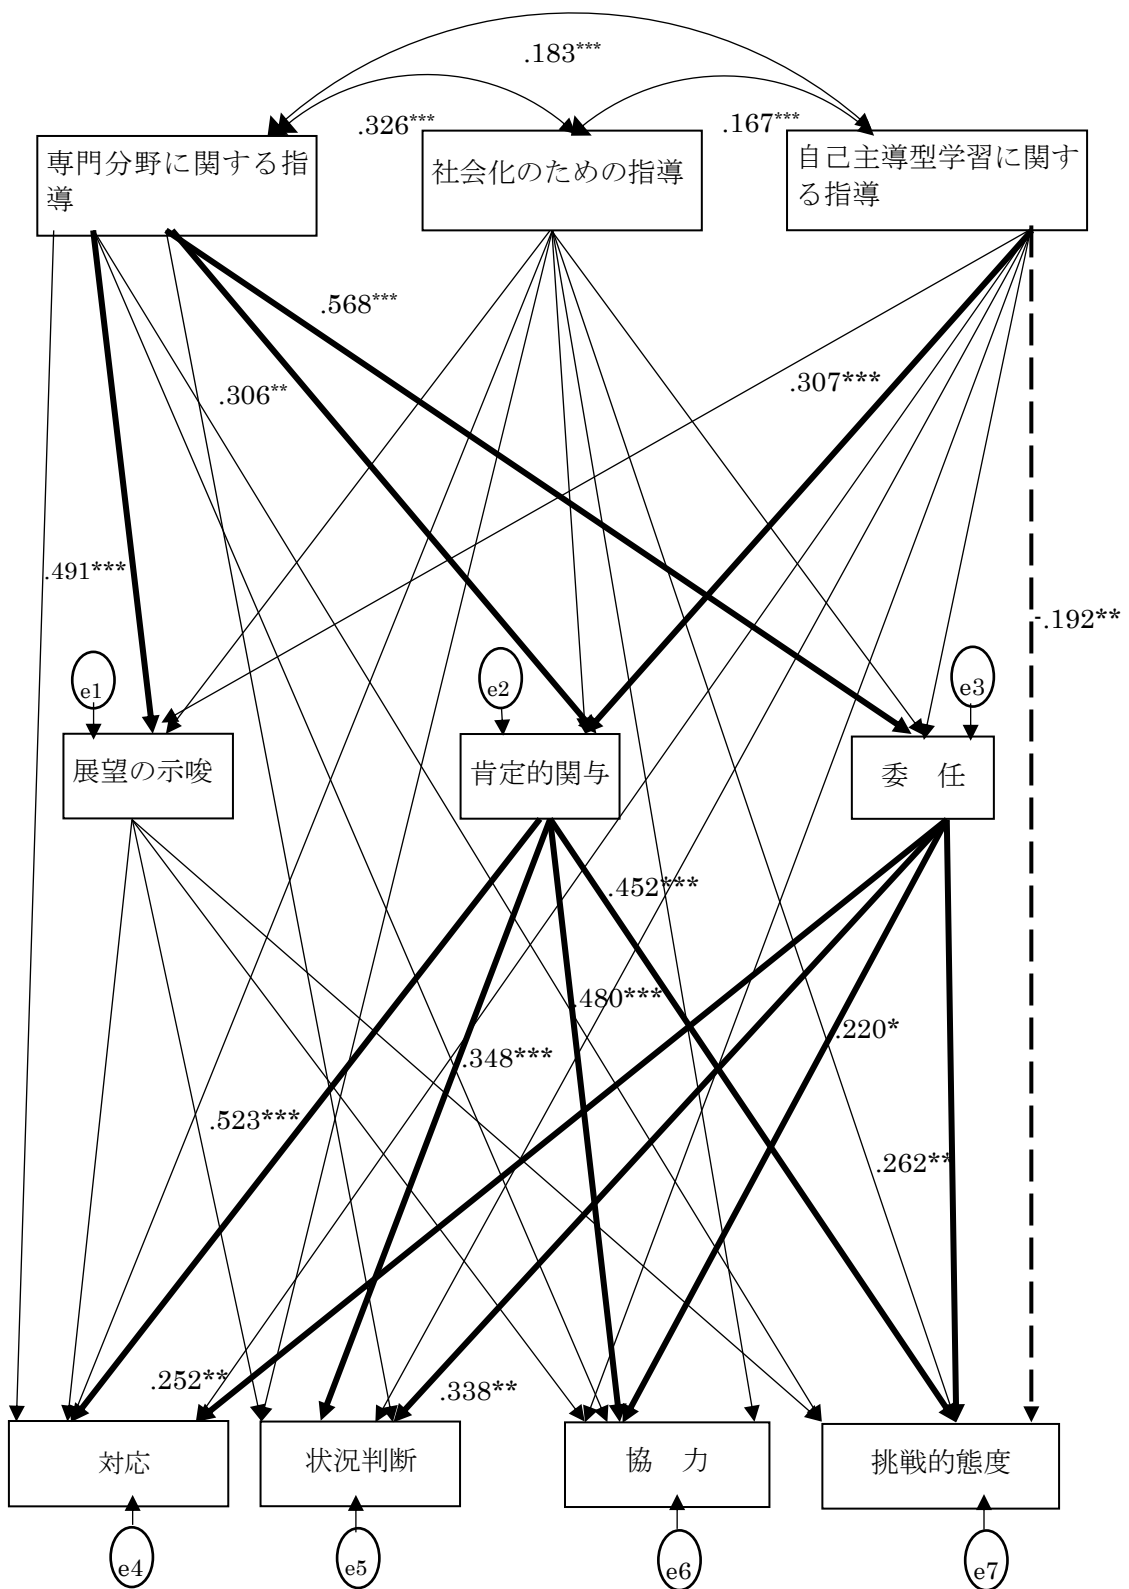 .183***
.326***
.167***
専門分野に関する指
導
社会化のための指導
自己主導型学習に関す
る指導
.568***
.306**
.307***
.491***
-.192**
e1
e2
e3
展望の示唆
肯定的関与
委 任
.452***
.480***
.220*
.348***
.523***
.262**
.252**
.338**
対応
状況判断
協 力
挑戦的態度
e4
e5
e6
e7